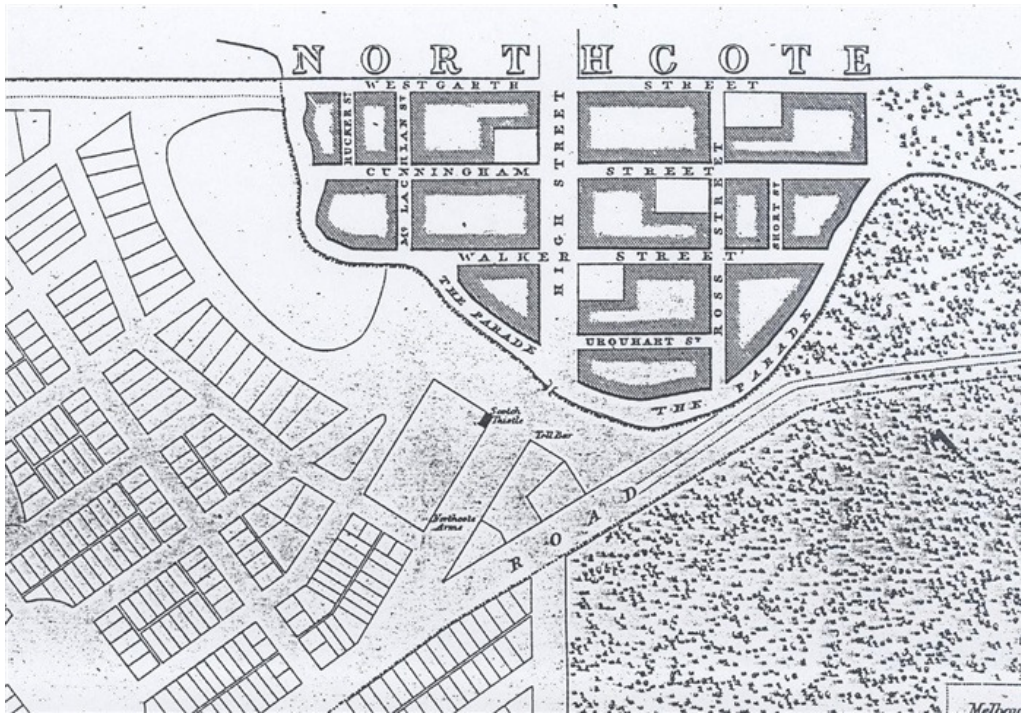 NORTHCOTE
WESTGARTH STREET
RUCKER ST
Mc LACHLAN ST
HIGH STREET
CUNNINGHAM STREET
ROSS STREET
SHORT ST
WALKER STREET
THE PARADE
URQUHART ST
THE PARADE
Scotch
Thistle
Toll Bar
Northcote
Arms
ROAD